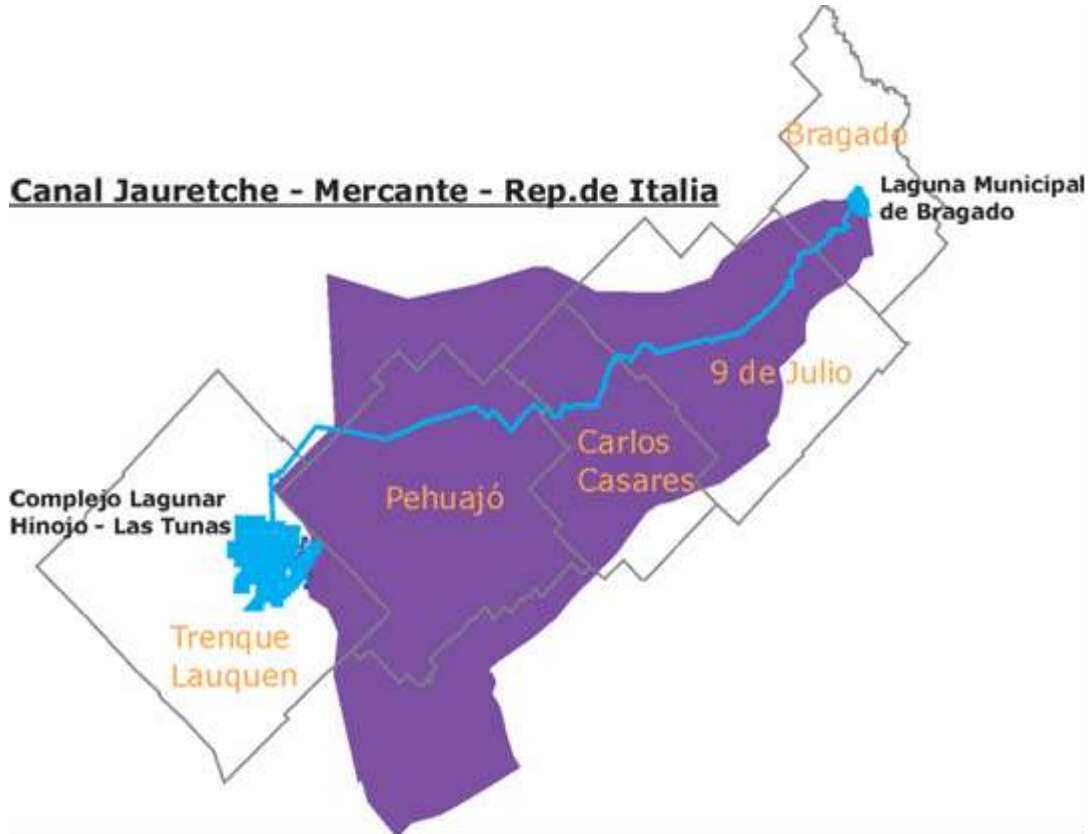 Bragado
Canal Jauretche - Mercante - Rep.de Italia
Laguna Municipal
de Bragado
9 de Julio
Carlos
Casares
Pehuajó
Complejo Lagunar
Hinojo - Las Tunas
Trenque
Lauquen